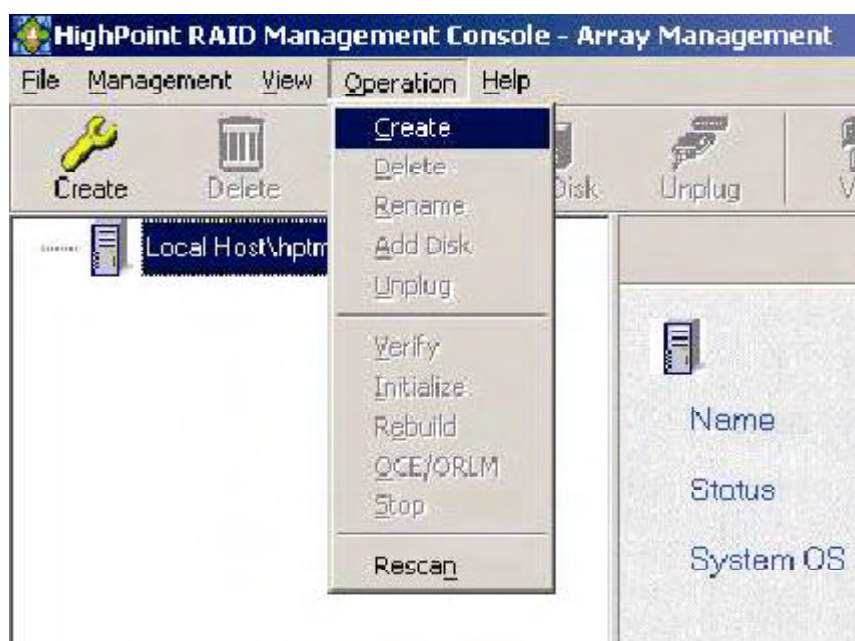 HighPoint RAID Management Console - Array Management
File Management View Operation Help
Create Delete Disk Unplug V
Create
Delete
Rename
Add Disk
Unplug
Verify
Initialize
Rebuild
OCE/ORLM
Stop
Rescan
Local Host\hptm
Name
Status
System OS